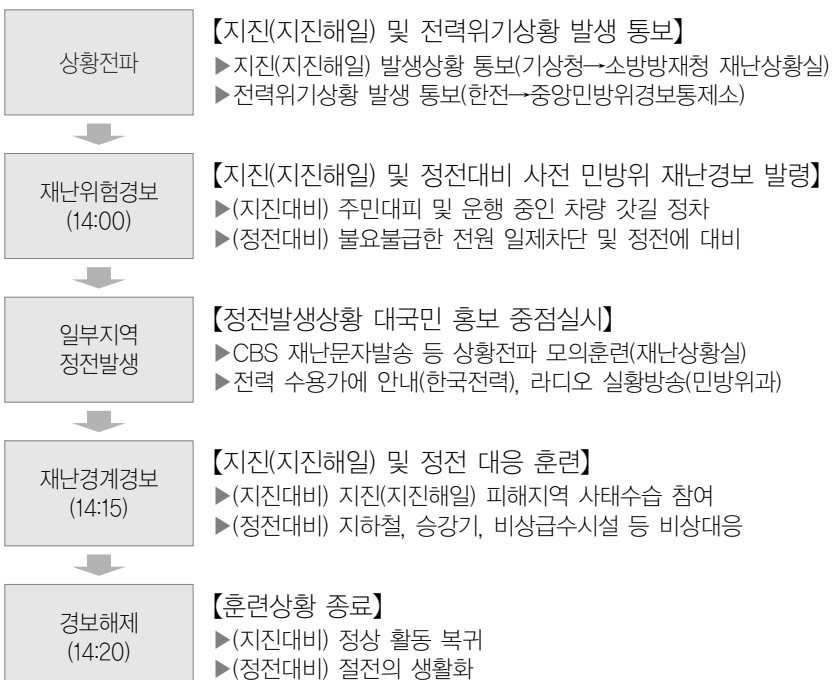 상황전파
【지진(지진해일) 및 전력위기상황 발생 통보】
▶지진(지진해일) 발생상황 통보(기상청→소방방재청 재난상황실)
▶전력위기상황 발생 통보(한전→중앙민방위경보통제소)
재난위험경보
(14:00)
【지진(지진해일) 및 정전대비 사전 민방위 재난경보 발령】
▶(지진대비) 주민대피 및 운행 중인 차량 갓길 정차
▶(정전대비) 불요불급한 전원 일제차단 및 정전에 대비
일부지역
정전발생
【정전발생상황 대국민 홍보 중점실시】
▶CBS 재난문자발송 등 상황전파 모의훈련(재난상황실)
▶전력 수용가에 안내(한국전력), 라디오 실황방송(민방위과)
재난경계경보
(14:15)
【지진(지진해일) 및 정전 대응 훈련】
▶(지진대비) 지진(지진해일) 피해지역 사태수습 참여
▶(정전대비) 지하철, 승강기, 비상급수시설 등 비상대응
경보해제
(14:20)
【훈련상황 종료】
▶(지진대비) 정상 활동 복귀
▶(정전대비) 절전의 생활화